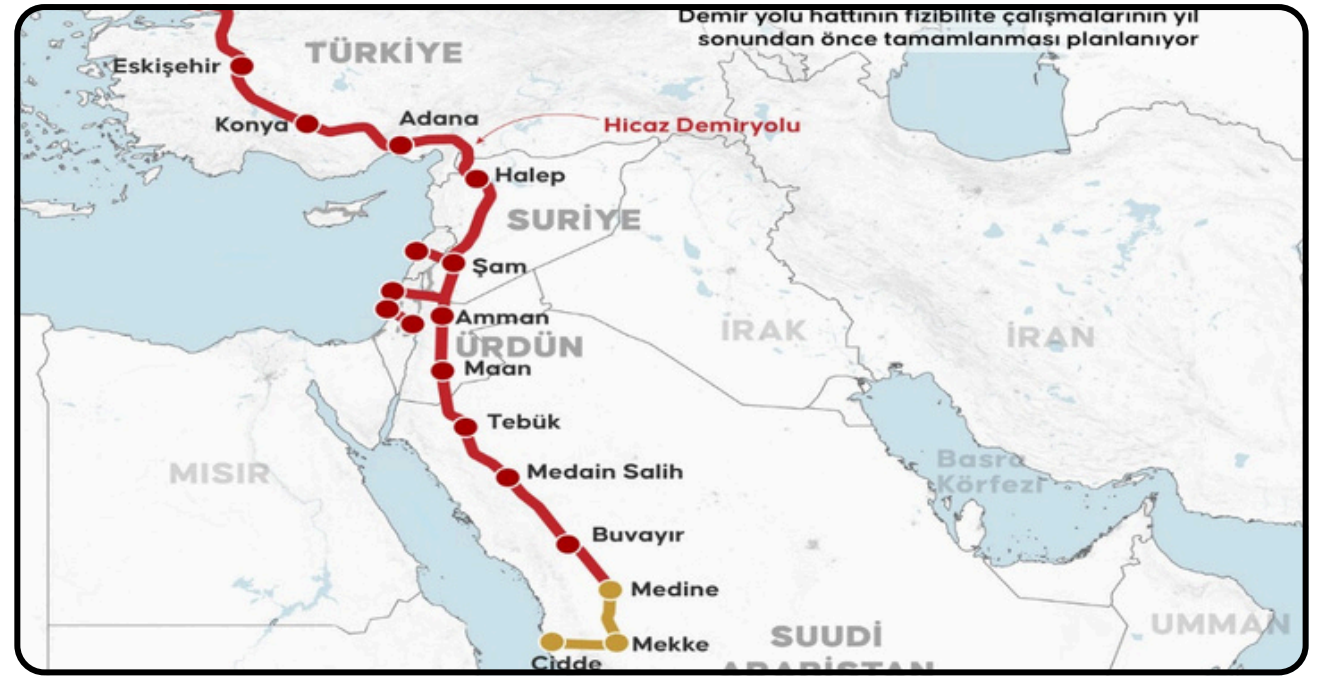 Demir yolu hattının fizibilite çalışmalarının yıl
sonundan önce tamamlanması planlanıyor
TÜRKİYE
Eskişehir
Konya
Adana
Hicaz Demiryolu
Halep
SURİYE
Şam
Amman
ÜRDÜN
IRAK
İRAN
Maan
Tebük
MISIR
Medain Salih
Basra
Körfezi
Buvayır
Medine
Mekke
Cidde
SUUDİ
ARABİSTAN
UMMAN